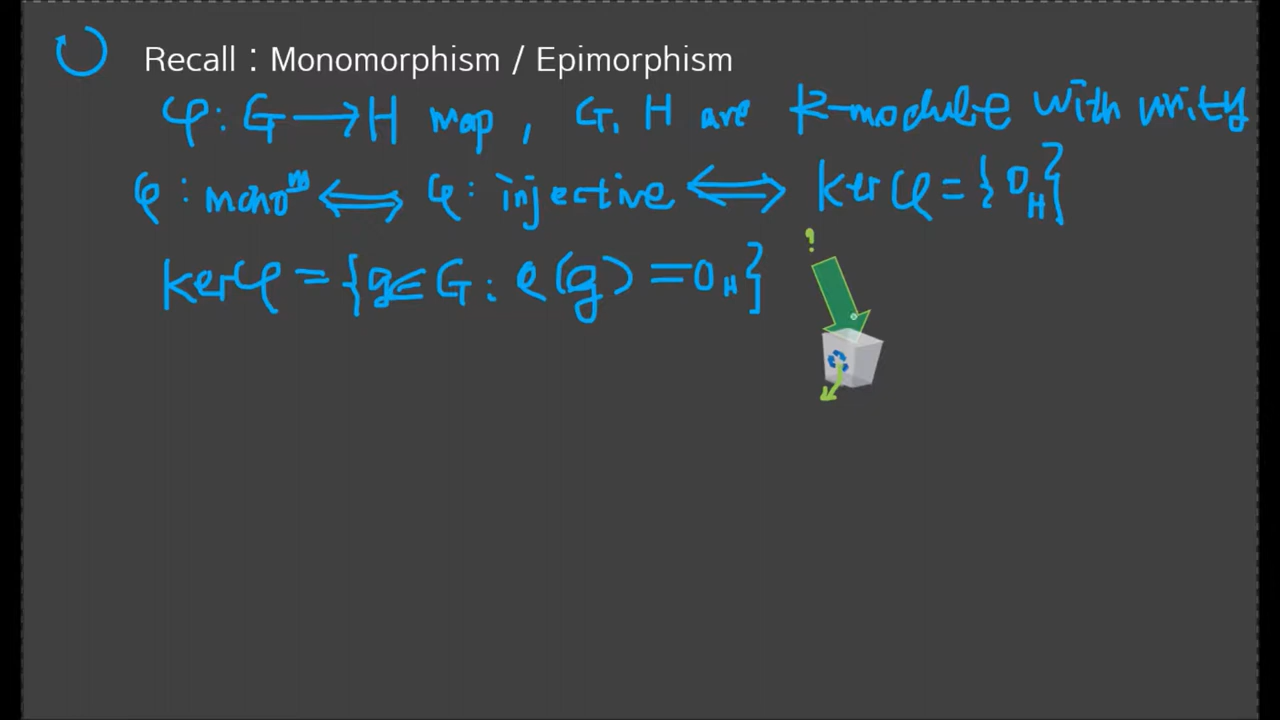 Recall : Monomorphism / Epimorphism
φ : G → H map , G, H are R-module with unity
φ : mono^m ⟺ φ : injective ⟺ ker φ = {0_H}
ker φ = {g ∈ G : φ(g) = 0_H}
?